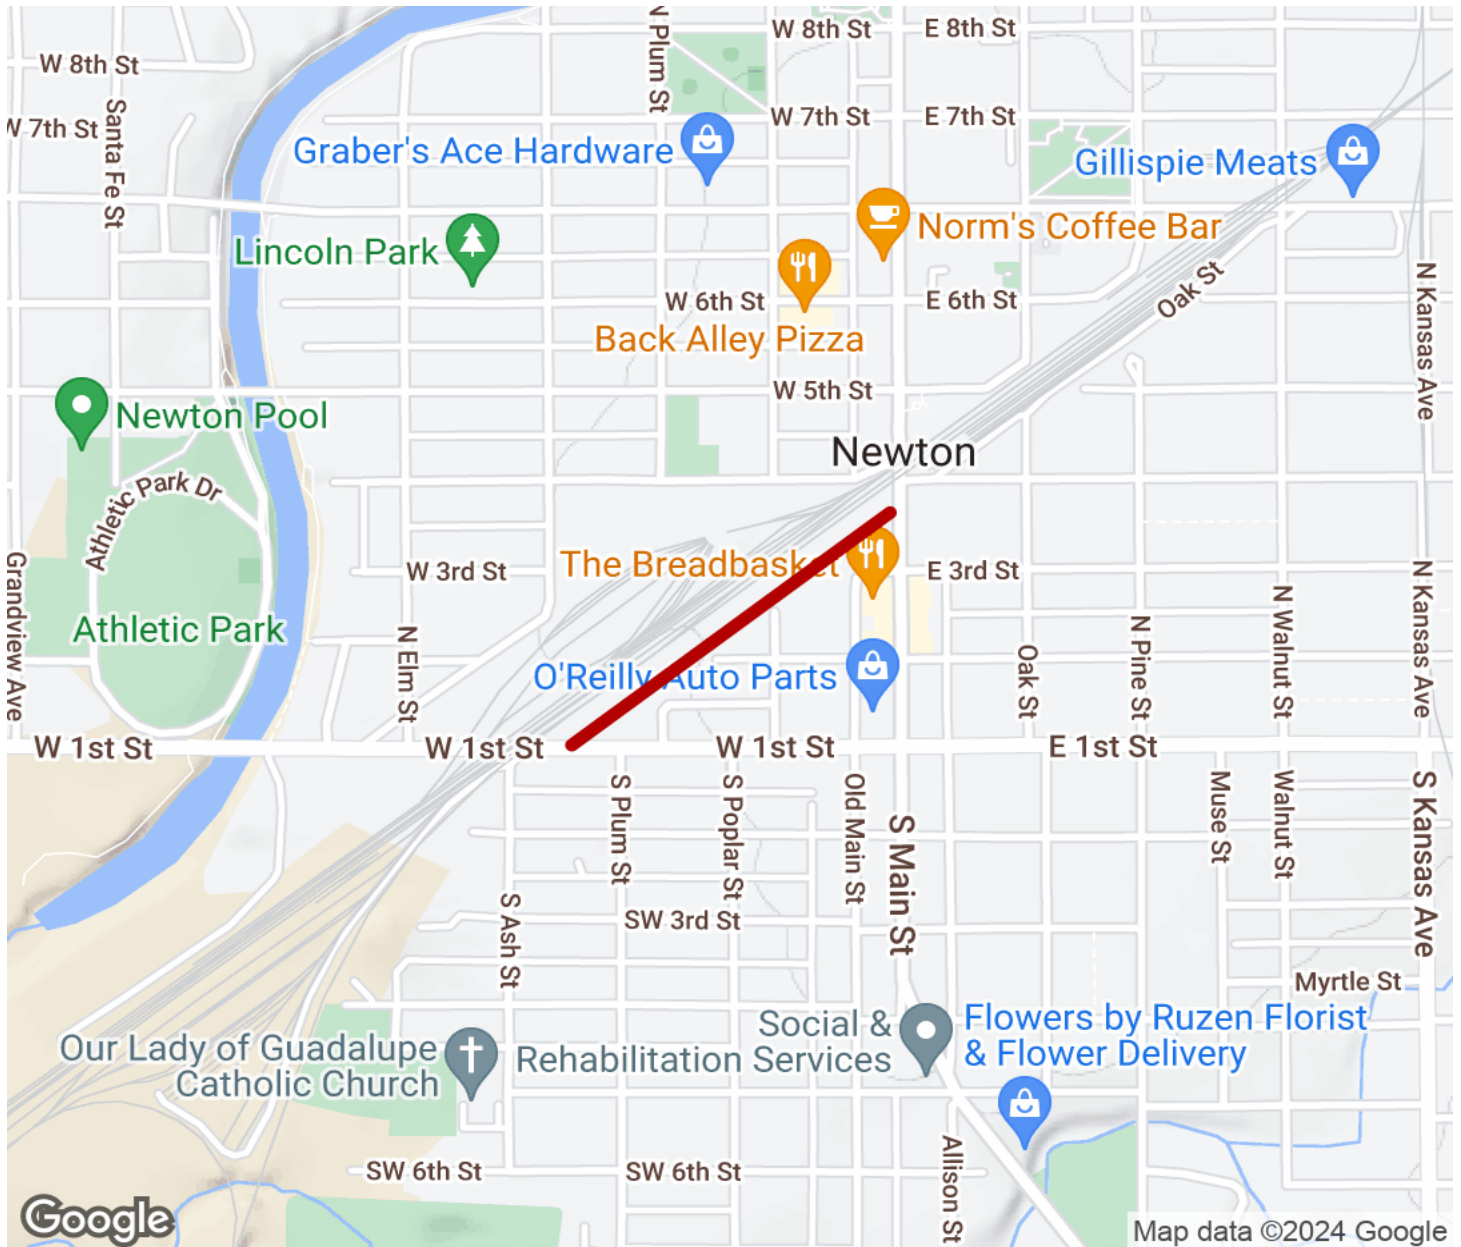 N Plum St
W 8th St
E 8th St
W 8th St
Santa Fe St
W 7th St
W 7th St
E 7th St
Graber's Ace Hardware
Gillispie Meats
Norm's Coffee Bar
Lincoln Park
N Kansas Ave
Oak St
W 6th St
E 6th St
Back Alley Pizza
W 5th St
Newton Pool
Newton
Athletic Park Dr
Grandview Ave
W 3rd St
The Breadbasket
E 3rd St
N Kansas Ave
N Walnut St
N Pine St
Athletic Park
N Elm St
Oak St
O'Reilly Auto Parts
W 1st St
W 1st St
W 1st St
E 1st St
S Plum St
S Poplar St
Old Main St
S Main St
Muse St
Walnut St
S Kansas Ave
S Ash St
SW 3rd St
Myrtle St
Our Lady of Guadalupe
Catholic Church
Social &
Rehabilitation Services
Flowers by Ruzen Florist
& Flower Delivery
Allison St
SW 6th St
SW 6th St
Google
Map data ©2024 Google